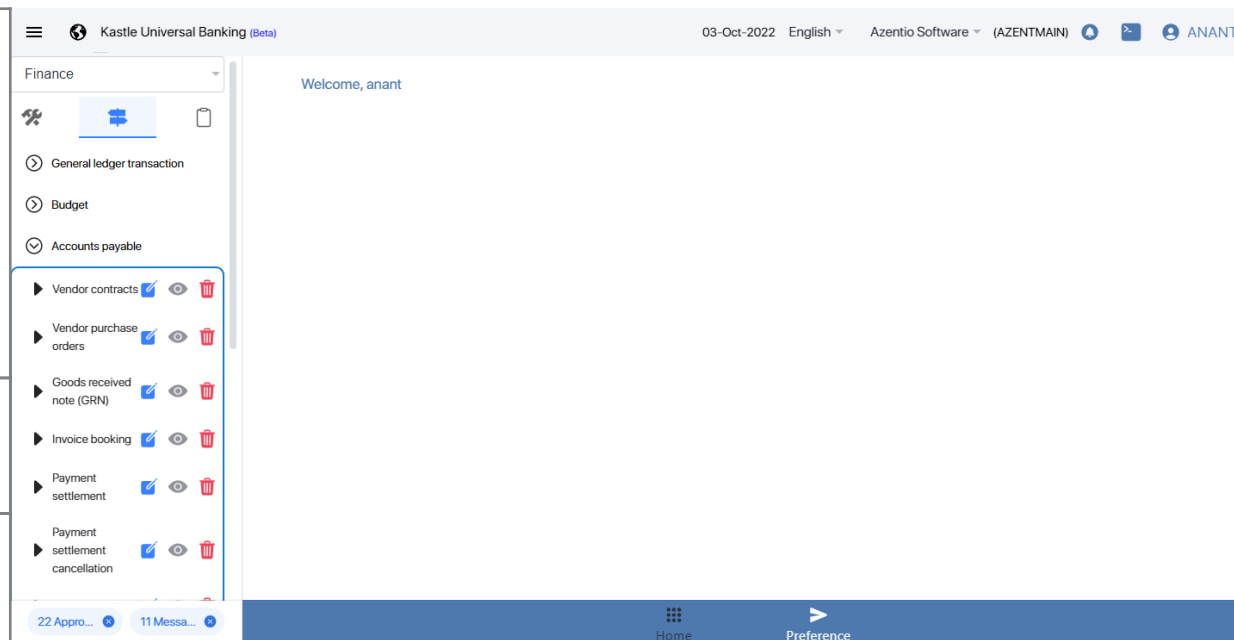 Kastle Universal Banking (Beta)
03-Oct-2022 English Azentio Software (AZENTMAIN) ANANT
Finance
Welcome, anant
General ledger transaction
Budget
Accounts payable
Vendor contracts
Vendor purchase
orders
Goods received
note (GRN)
Invoice booking
Payment
settlement
Payment
settlement
cancellation
22 Appro... 11 Messa...
Home
Preference